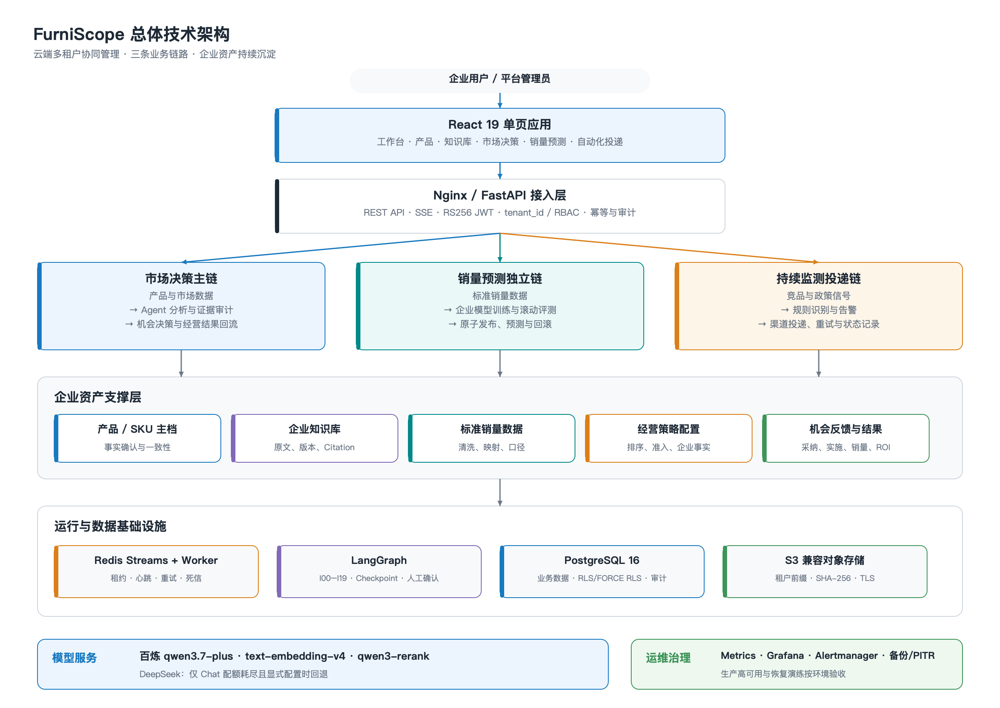 FurniScope 总体技术架构
云端多租户协同管理 · 三条业务链路 · 企业资产持续沉淀
企业用户 / 平台管理员
React 19 单页应用
工作台 · 产品 · 知识库 · 市场决策 · 销量预测 · 自动化投递
Nginx / FastAPI 接入层
REST API · SSE · RS256 JWT · tenant_id / RBAC · 幂等与审计
市场决策主链
产品与市场数据
→ Agent 分析与证据审计
→ 机会决策与经营结果回流
销量预测独立链
标准销量数据
→ 企业模型训练与滚动评测
→ 原子发布、预测与回滚
持续监测投递链
竞品与政策信号
→ 规则识别与告警
→ 渠道投递、重试与状态记录
企业资产支撑层
产品 / SKU 主档
事实确认与一致性
企业知识库
原文、版本、Citation
标准销量数据
清洗、映射、口径
经营策略配置
排序、准入、企业事实
机会反馈与结果
采纳、实施、销量、ROI
运行与数据基础设施
Redis Streams + Worker
租约 · 心跳 · 重试 · 死信
LangGraph
I00—I19 · Checkpoint · 人工确认
PostgreSQL 16
业务数据 · RLS/FORCE RLS · 审计
S3 兼容对象存储
租户前缀 · SHA-256 · TLS
模型服务
百炼 qwen3.7-plus · text-embedding-v4 · qwen3-rerank
DeepSeek：仅 Chat 配额耗尽且显式配置时回退
运维治理
Metrics · Grafana · Alertmanager · 备份/PITR
生产高可用与恢复演练按环境验收